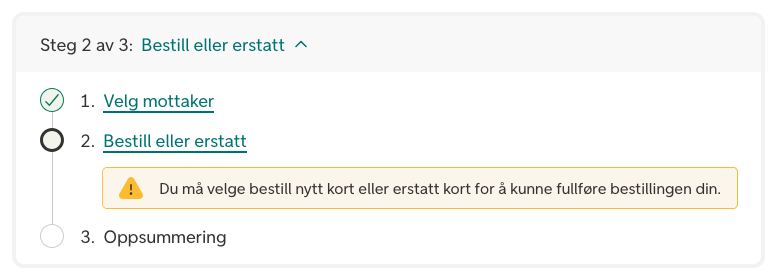 Steg 2 av 3: Bestill eller erstatt
1. Velg mottaker
2. Bestill eller erstatt
Du må velge bestill nytt kort eller erstatt kort for å kunne fullføre bestillingen din.
3. Oppsummering